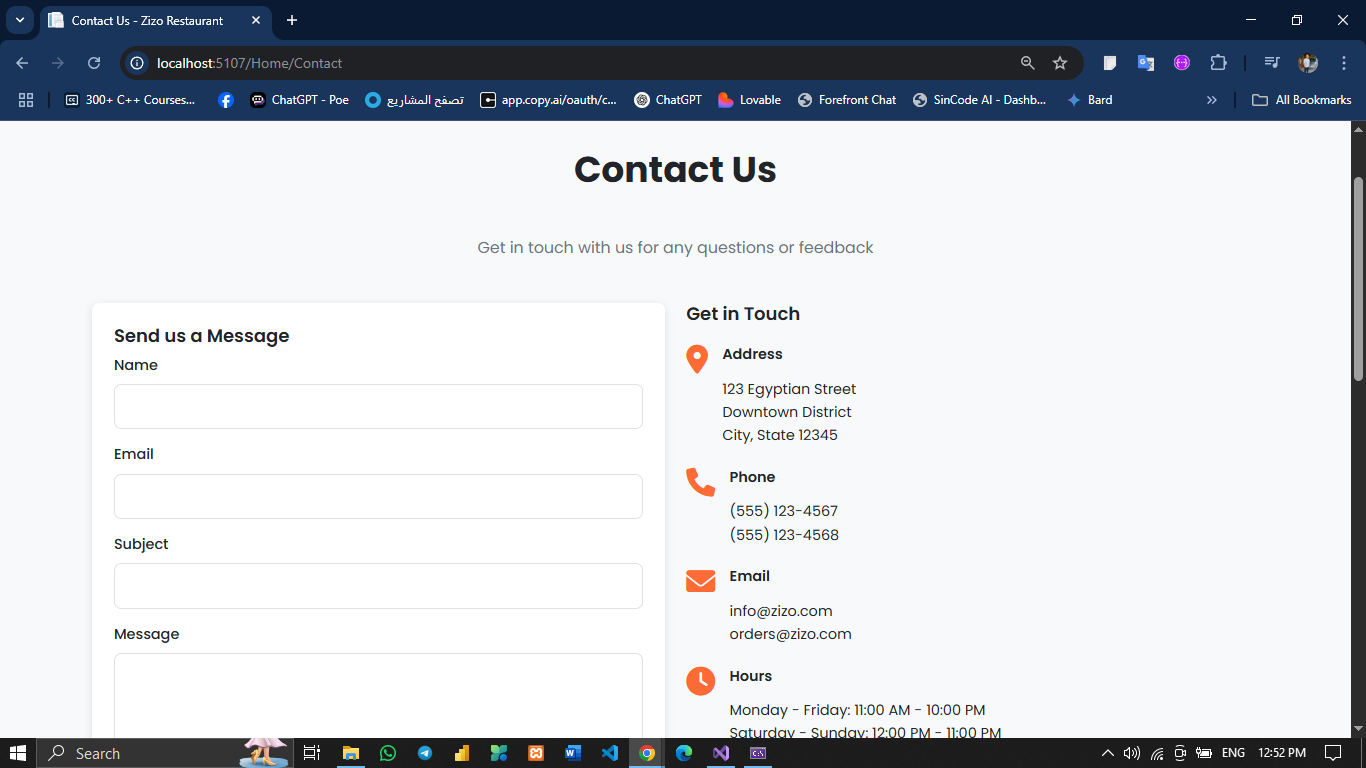 Contact Us - Zizo Restaurant
localhost:5107/Home/Contact
300+ C++ Courses...
ChatGPT - Poe
تصفح المشاريع
app.copy.ai/oauth/c...
ChatGPT
Lovable
Forefront Chat
SinCode AI - Dashb...
Bard
All Bookmarks
Contact Us
Get in touch with us for any questions or feedback
Send us a Message
Name
Email
Subject
Message
Get in Touch
Address
123 Egyptian Street
Downtown District
City, State 12345
Phone
(555) 123-4567
(555) 123-4568
Email
info@zizo.com
orders@zizo.com
Hours
Monday - Friday: 11:00 AM - 10:00 PM
Saturday - Sunday: 12:00 PM - 11:00 PM
Search
ENG
12:52 PM